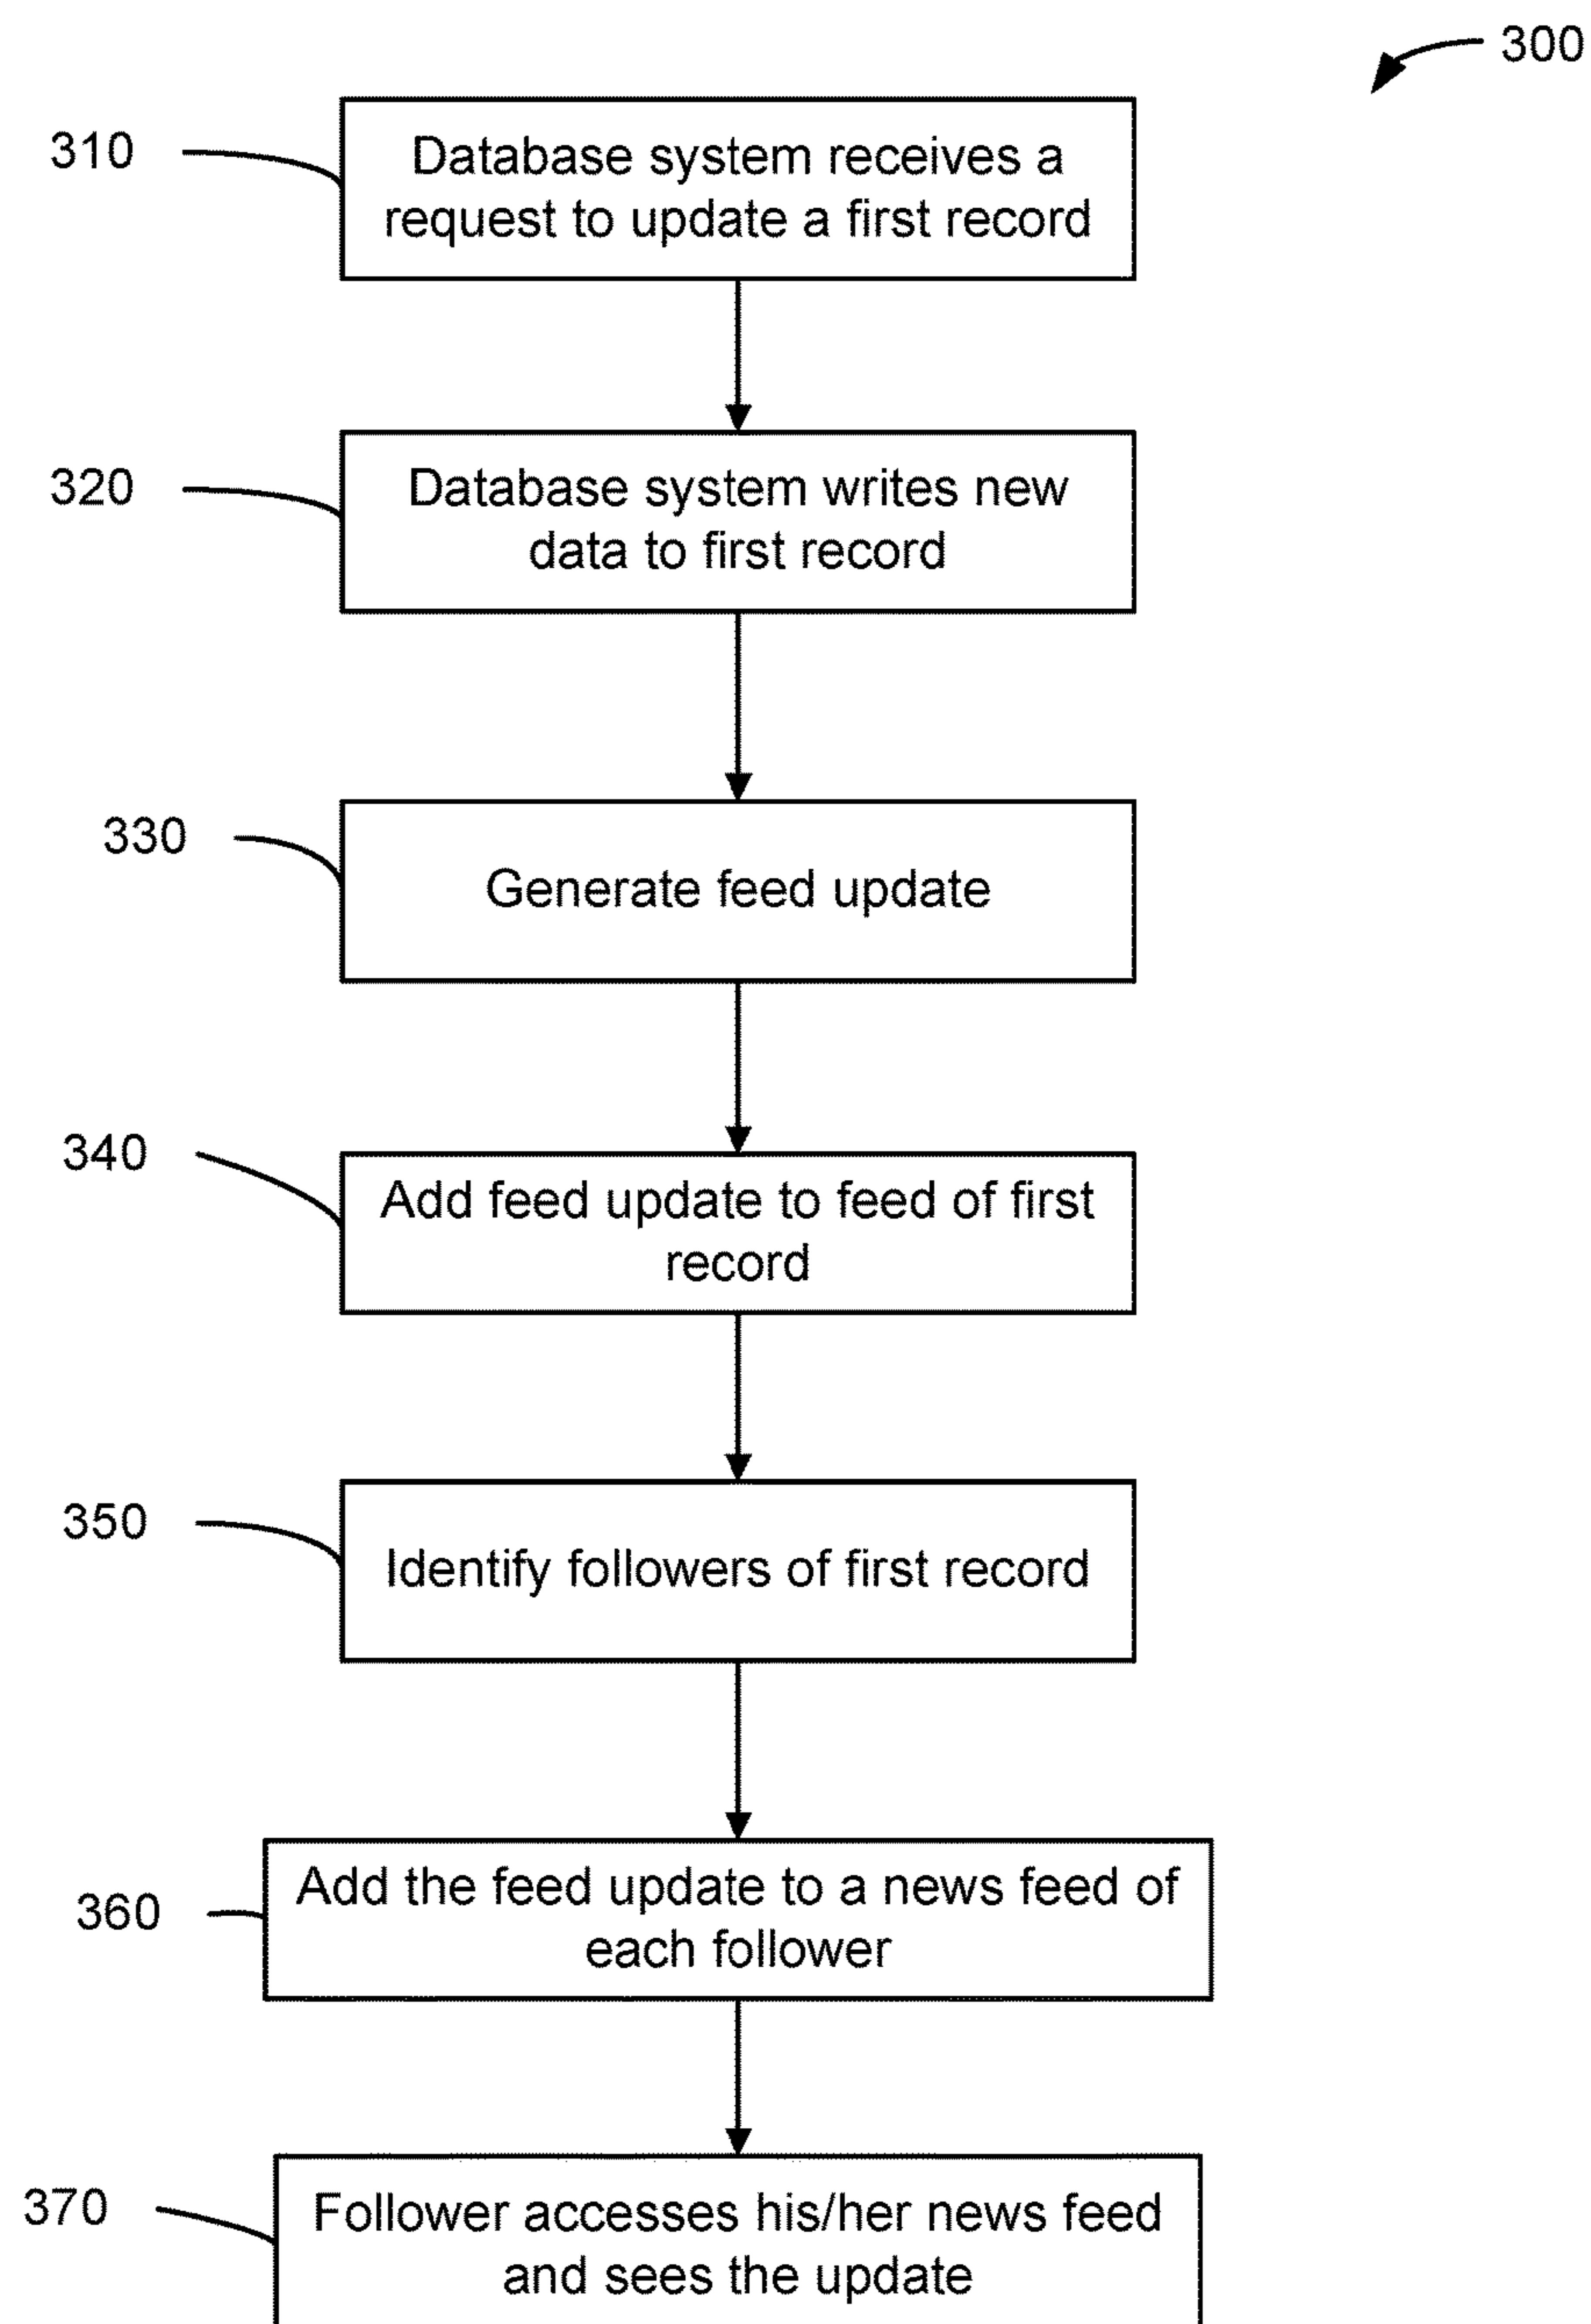 300
310
Database system receives a
request to update a first record
320
Database system writes new
data to first record
330
Generate feed update
340
Add feed update to feed of first
record
350
Identify followers of first record
360
Add the feed update to a news feed of
each follower
370
Follower accesses his/her news feed
and sees the update